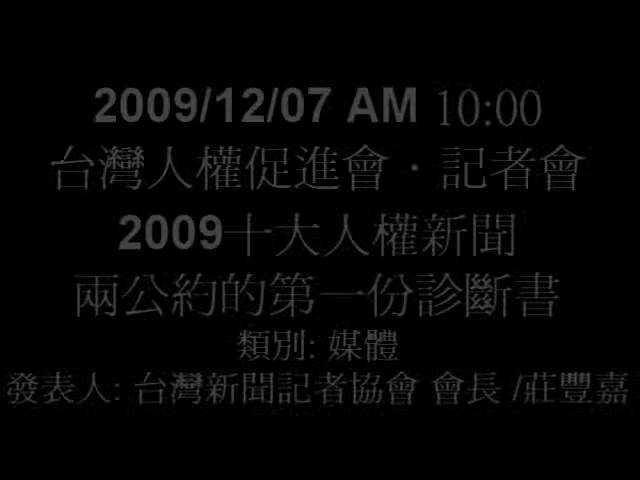 2009/12/07 AM 10:00
台灣人權促進會‧記者會
2009十大人權新聞
兩公約的第一份診斷書
類別: 媒體
發表人: 台灣新聞記者協會 會長 /莊豐嘉